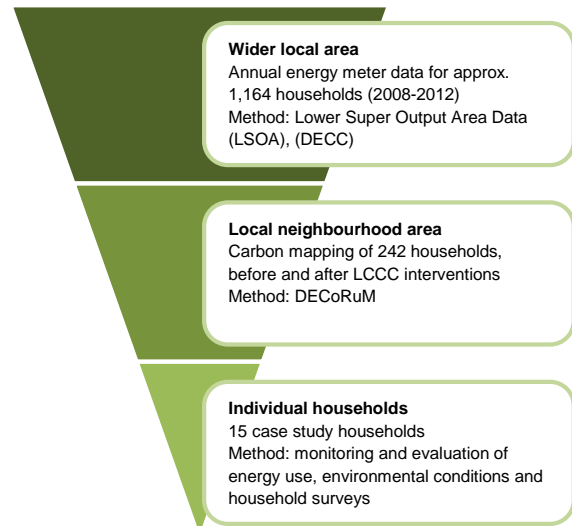 Wider local area
Annual energy meter data for approx.
1,164 households (2008-2012)
Method: Lower Super Output Area Data
(LSOA), (DECC)
Local neighbourhood area
Carbon mapping of 242 households,
before and after LCCC interventions
Method: DECoRuM
Individual households
15 case study households
Method: monitoring and evaluation of
energy use, environmental conditions and
household surveys